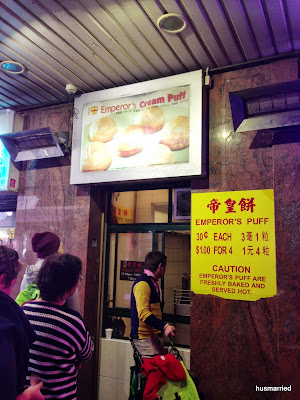 Emperor's Cream Puff
帝皇餅
EMPEROR'S PUFF
30¢ EACH 3毫1粒
$1.00 FOR 4 1元4粒
CAUTION
EMPEROR'S PUFF ARE
FRESHLY BAKED AND
SERVED HOT.
husmarried